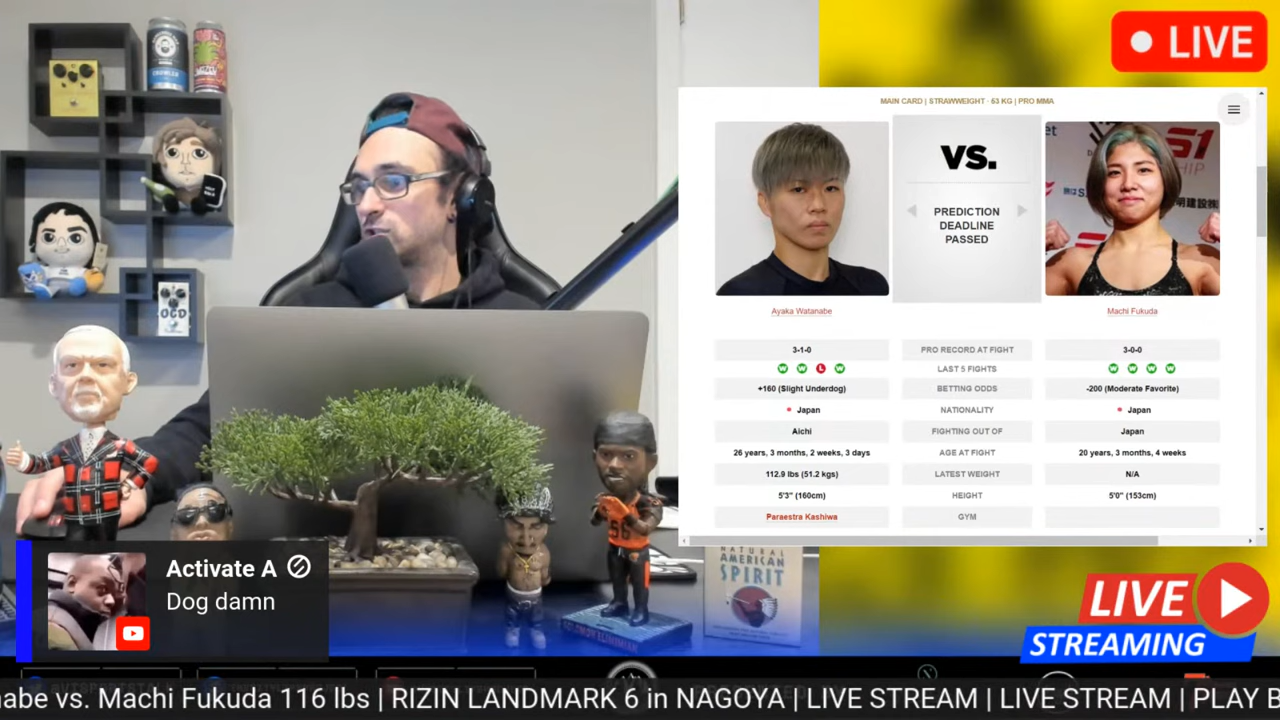 LIVE
MAIN CARD | STRAWWEIGHT · 53 KG | PRO MMA
VS.
PREDICTION
DEADLINE
PASSED
Ayaka Watanabe
Machi Fukuda
3-1-0 PRO RECORD AT FIGHT 3-0-0
W W L W LAST 5 FIGHTS W W W W
+160 (Slight Underdog) BETTING ODDS -200 (Moderate Favorite)
Japan NATIONALITY Japan
Aichi FIGHTING OUT OF Japan
26 years, 3 months, 2 weeks, 3 days AGE AT FIGHT 20 years, 3 months, 4 weeks
112.9 lbs (51.2 kgs) LATEST WEIGHT N/A
5'3" (160cm) HEIGHT 5'0" (153cm)
Paraestra Kashiwa GYM
OCD
56
NATURAL
AMERICAN
SPIRIT
Activate A
Dog damn
LIVE
STREAMING
abe vs. Machi Fukuda 116 lbs | RIZIN LANDMARK 6 in NAGOYA | LIVE STREAM | LIVE STREAM | PLAY B